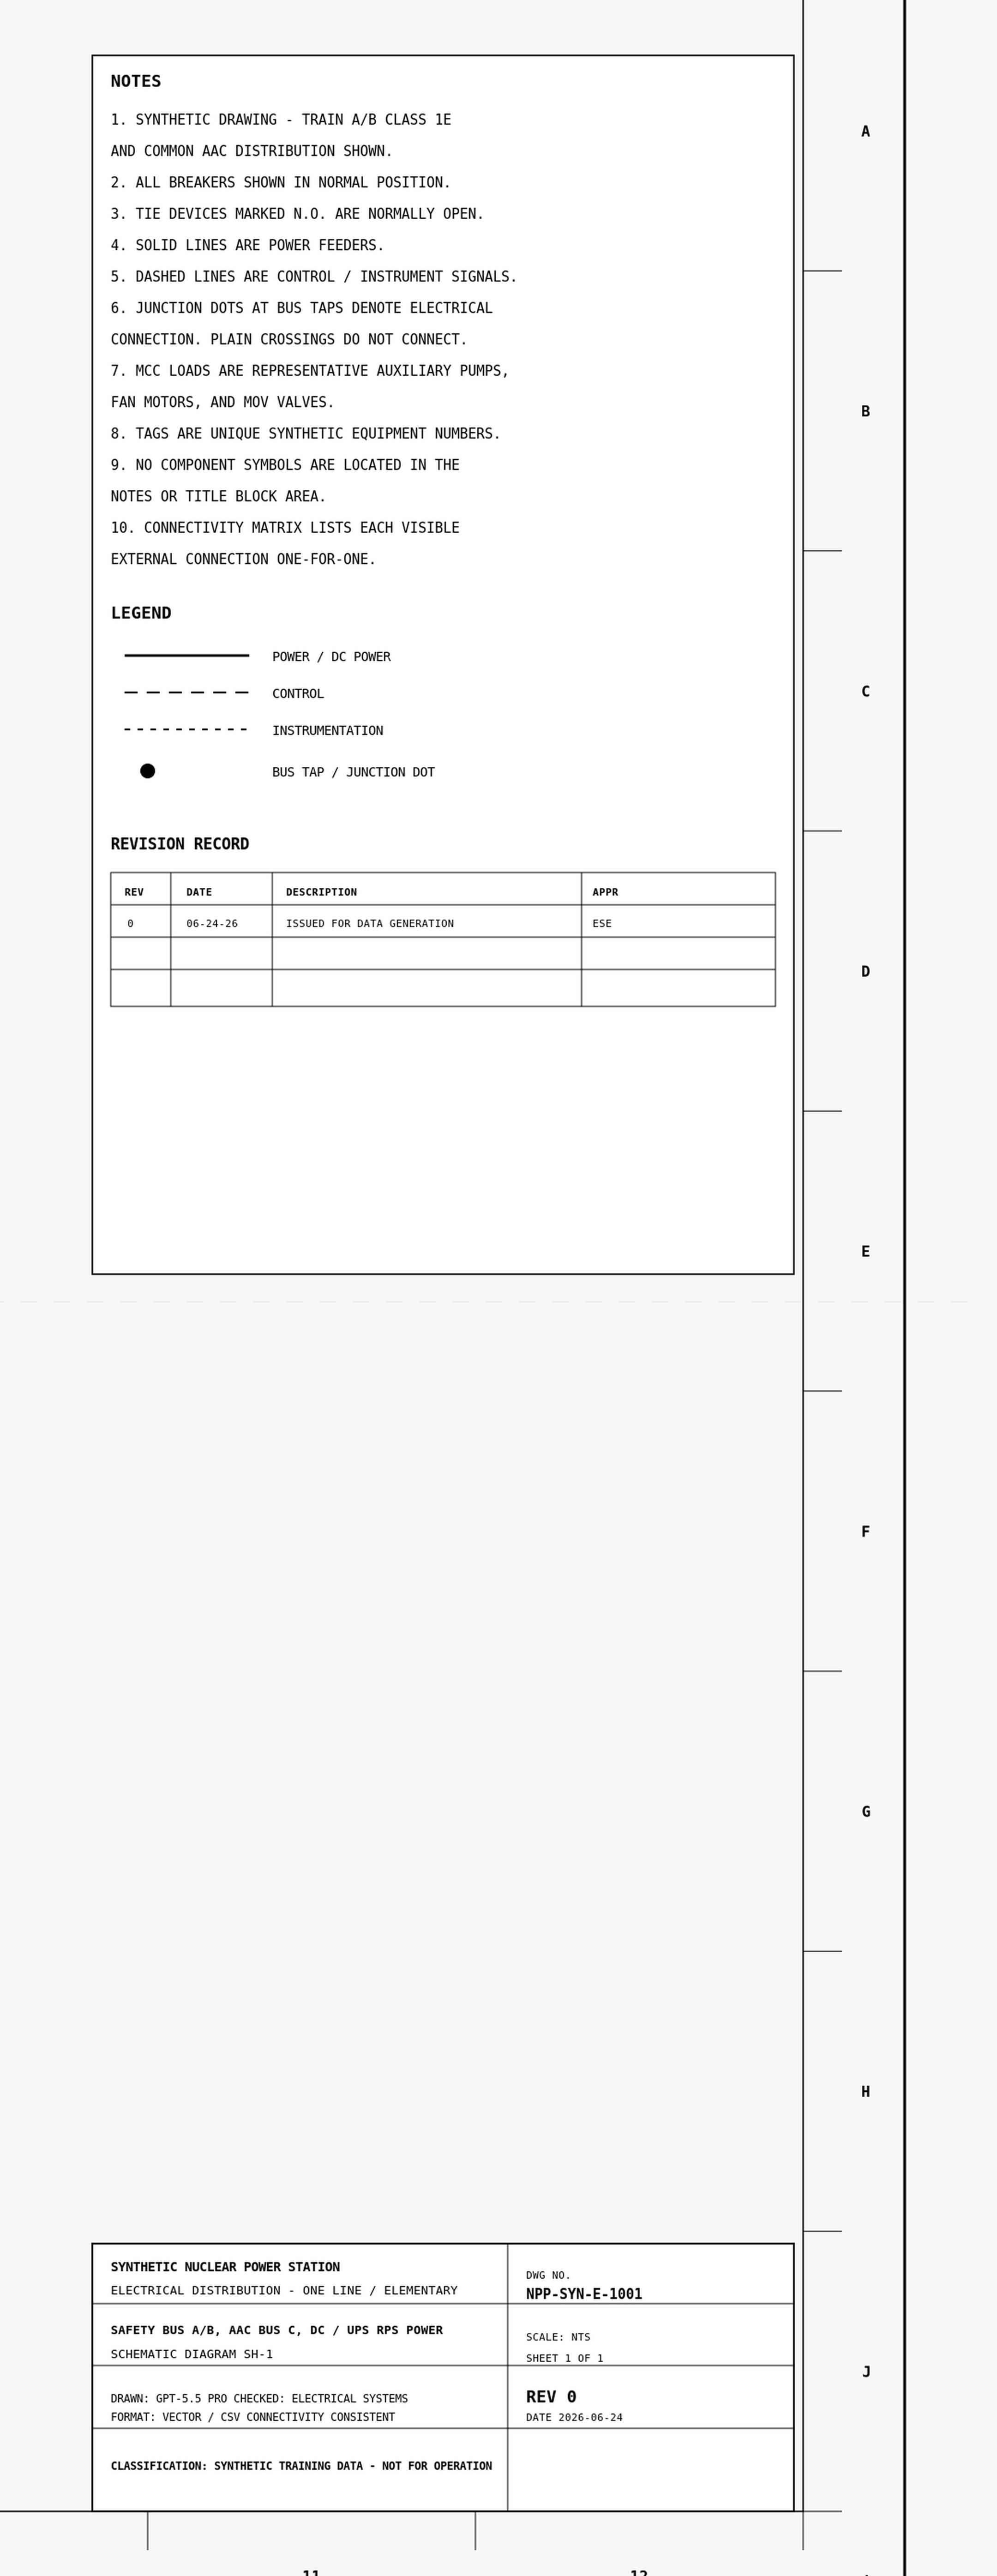 NOTES
1. SYNTHETIC DRAWING - TRAIN A/B CLASS 1E
AND COMMON AAC DISTRIBUTION SHOWN.
2. ALL BREAKERS SHOWN IN NORMAL POSITION.
3. TIE DEVICES MARKED N.O. ARE NORMALLY OPEN.
4. SOLID LINES ARE POWER FEEDERS.
5. DASHED LINES ARE CONTROL / INSTRUMENT SIGNALS.
6. JUNCTION DOTS AT BUS TAPS DENOTE ELECTRICAL
CONNECTION. PLAIN CROSSINGS DO NOT CONNECT.
7. MCC LOADS ARE REPRESENTATIVE AUXILIARY PUMPS,
FAN MOTORS, AND MOV VALVES.
8. TAGS ARE UNIQUE SYNTHETIC EQUIPMENT NUMBERS.
9. NO COMPONENT SYMBOLS ARE LOCATED IN THE
NOTES OR TITLE BLOCK AREA.
10. CONNECTIVITY MATRIX LISTS EACH VISIBLE
EXTERNAL CONNECTION ONE-FOR-ONE.
LEGEND
POWER / DC POWER
CONTROL
INSTRUMENTATION
BUS TAP / JUNCTION DOT
REVISION RECORD
REV DATE DESCRIPTION APPR
0 06-24-26 ISSUED FOR DATA GENERATION ESE
A
B
C
D
E
F
G
H
J
SYNTHETIC NUCLEAR POWER STATION
ELECTRICAL DISTRIBUTION - ONE LINE / ELEMENTARY
DWG NO.
NPP-SYN-E-1001
SAFETY BUS A/B, AAC BUS C, DC / UPS RPS POWER
SCHEMATIC DIAGRAM SH-1
SCALE: NTS
SHEET 1 OF 1
DRAWN: GPT-5.5 PRO CHECKED: ELECTRICAL SYSTEMS
FORMAT: VECTOR / CSV CONNECTIVITY CONSISTENT
REV 0
DATE 2026-06-24
CLASSIFICATION: SYNTHETIC TRAINING DATA - NOT FOR OPERATION
11 12